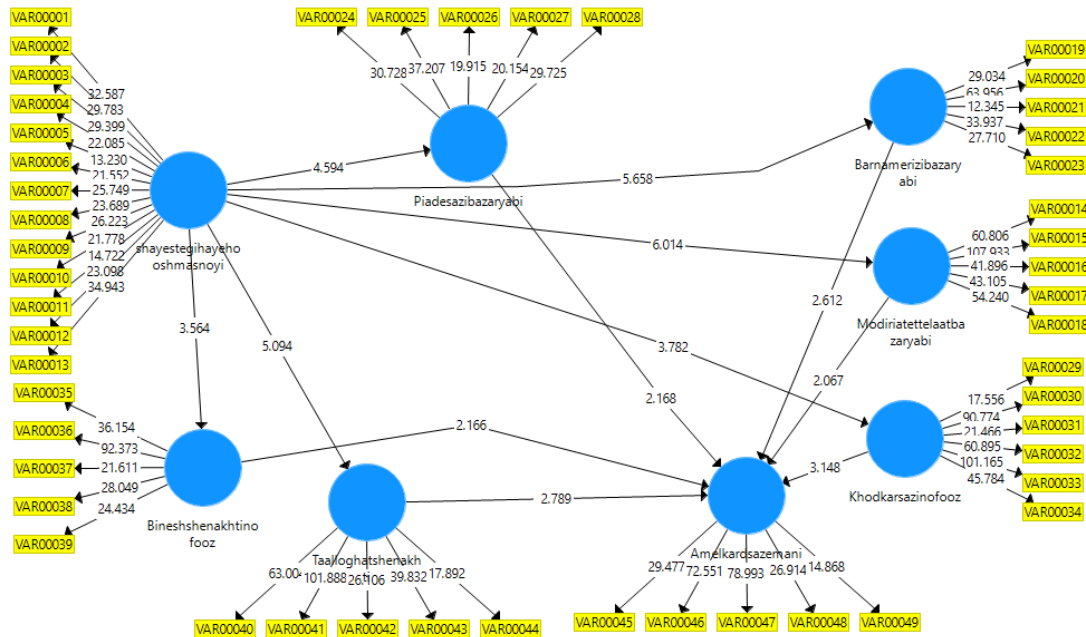 VAR00001
VAR00002
VAR00003
VAR00004
VAR00005
VAR00006
VAR00007
VAR00008
VAR00009
VAR00010
VAR00011
VAR00012
VAR00013
32.587
29.783
29.399
22.085
13.230
21.552
25.749
23.689
26.223
21.778
14.722
23.098
34.943
shayestegihayeho
oshmasnoyi
VAR00024
VAR00025
VAR00026
VAR00027
VAR00028
30.728
37.207
19.915
20.154
29.725
Piadesazibazaryabi
4.594
5.658
6.014
3.782
3.564
5.094
VAR00019
VAR00020
VAR00021
VAR00022
VAR00023
29.034
63.956
12.345
33.937
27.710
Barnamerizibazary
abi
VAR00014
VAR00015
VAR00016
VAR00017
VAR00018
60.806
107.933
41.896
43.105
54.240
Modiriatettelaatba
zaryabi
2.612
2.067
2.168
3.148
2.166
2.789
VAR00029
VAR00030
VAR00031
VAR00032
VAR00033
VAR00034
17.556
90.774
21.466
60.895
101.165
45.784
Khodkarsazinofooz
VAR00035
VAR00036
VAR00037
VAR00038
VAR00039
36.154
92.373
21.611
28.049
24.434
Bineshshenakhtino
fooz
Taalloghatshenakh
101.888
26.106
39.832
17.892
VAR00040
VAR00041
VAR00042
VAR00043
VAR00044
Amelkardsazemani
29.477
72.551
78.993
26.914
14.868
VAR00045
VAR00046
VAR00047
VAR00048
VAR00049